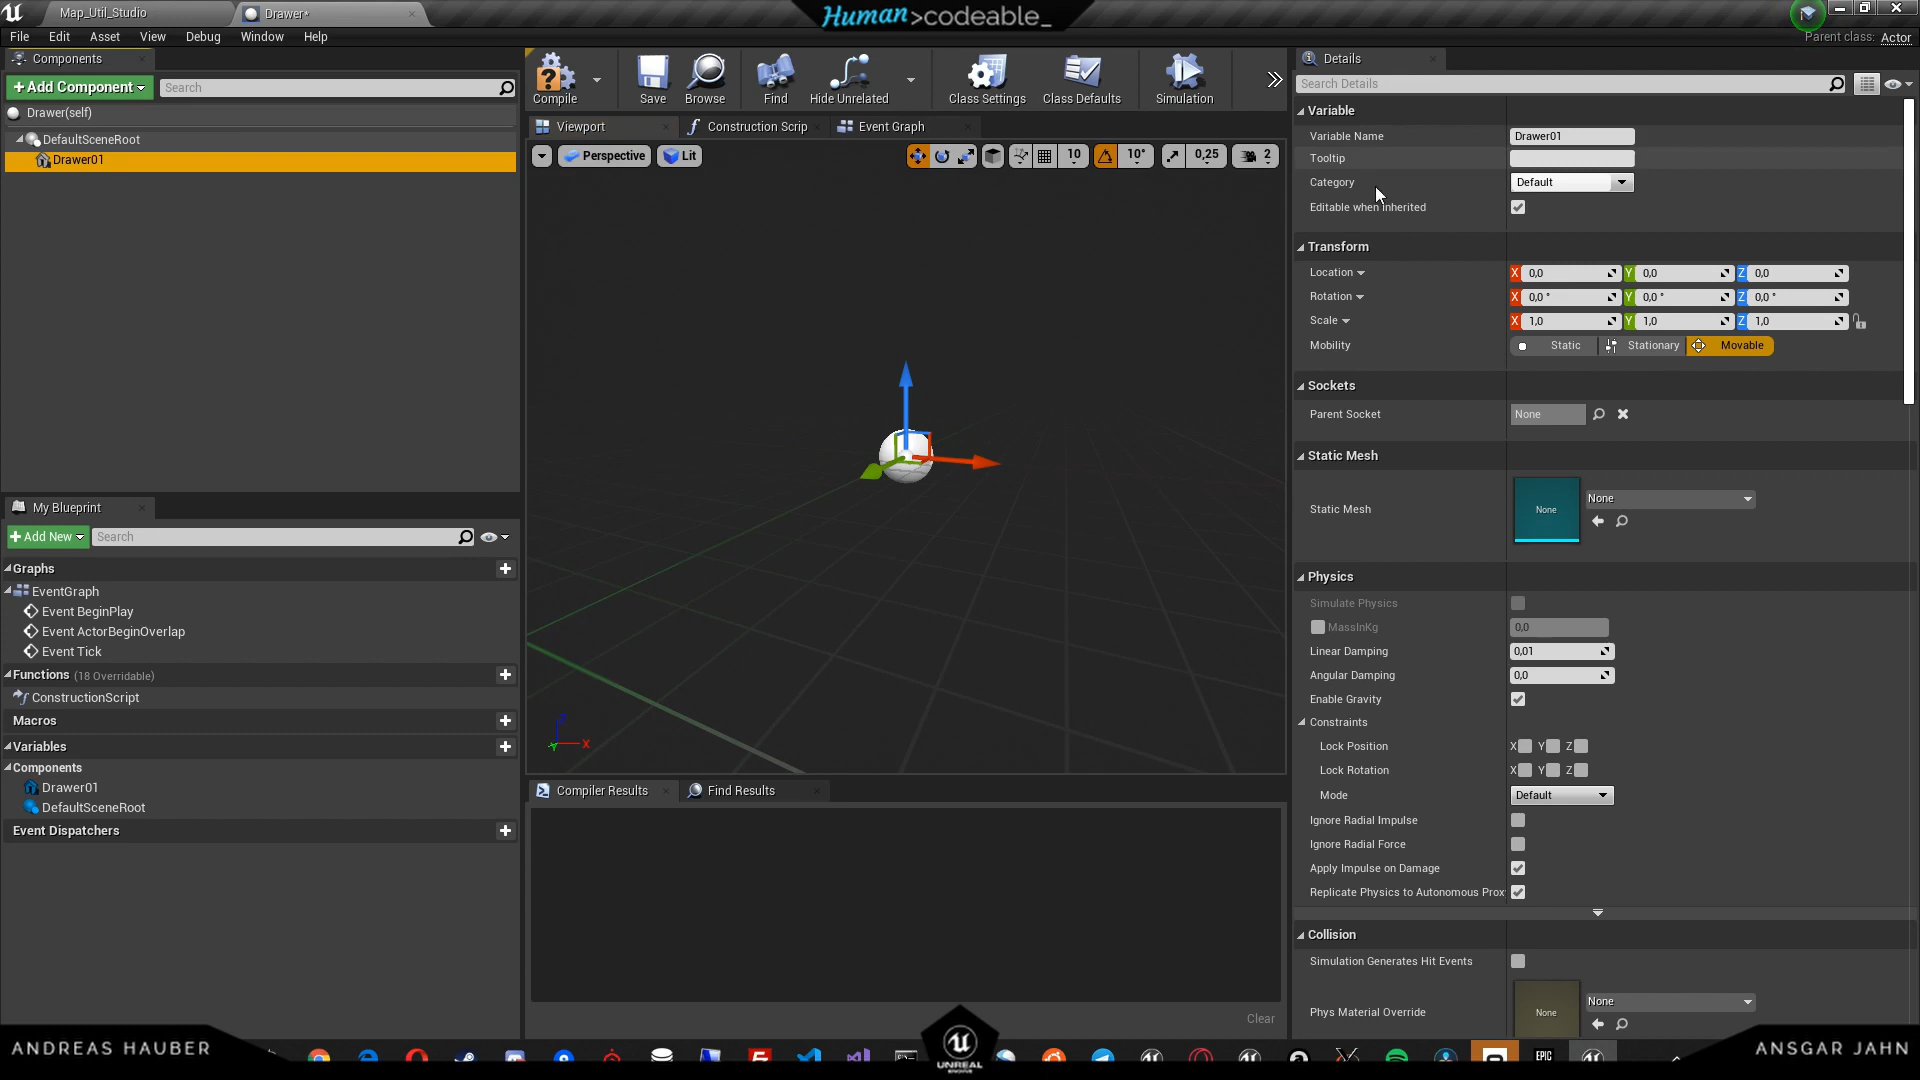 Map_Util_Studio
Drawer*
Human>codeable_
File Edit Asset View Debug Window Help
Parent class: Actor
Components
+Add Component
Search
Drawer(self)
DefaultSceneRoot
Drawer01
My Blueprint
+Add New
Search
Graphs
EventGraph
Event BeginPlay
Event ActorBeginOverlap
Event Tick
Functions (18 Overridable)
ConstructionScript
Macros
Variables
Components
Drawer01
DefaultSceneRoot
Event Dispatchers
Compile Save Browse Find Hide Unrelated Class Settings Class Defaults Simulation
Viewport Construction Scrip Event Graph
Perspective Lit 10 10° 0,25 2
Z
Y
X
Compiler Results Find Results
Clear
Details
Search Details
Variable
Variable Name Drawer01
Tooltip
Category Default
Editable when Inherited
Transform
Location X 0,0 Y 0,0 Z 0,0
Rotation X 0,0 ° Y 0,0 ° Z 0,0 °
Scale X 1,0 Y 1,0 Z 1,0
Mobility Static Stationary Movable
Sockets
Parent Socket None
Static Mesh
Static Mesh None None
Physics
Simulate Physics
MassInKg 0,0
Linear Damping 0,01
Angular Damping 0,0
Enable Gravity
Constraints
Lock Position X Y Z
Lock Rotation X Y Z
Mode Default
Ignore Radial Impulse
Ignore Radial Force
Apply Impulse on Damage
Replicate Physics to Autonomous Prox
Collision
Simulation Generates Hit Events
Phys Material Override None None
ANDREAS HAUBER
UNREAL
ENGINE
EPIC
ANSGAR JAHN